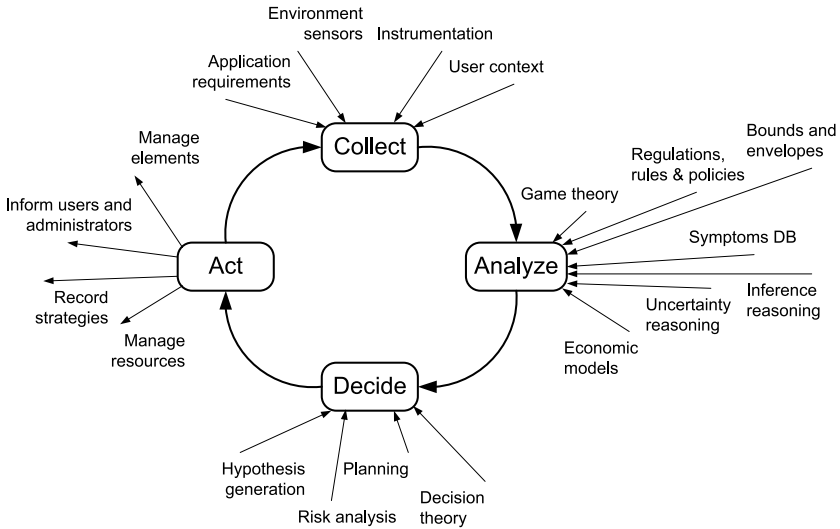 Environment
sensors
Instrumentation
Application
requirements
User context
Collect
Manage
elements
Bounds and
envelopes
Regulations,
rules & policies
Game theory
Inform users and
administrators
Symptoms DB
Act
Analyze
Record
strategies
Inference
reasoning
Uncertainty
reasoning
Manage
resources
Economic
models
Decide
Hypothesis
generation
Planning
Decision
theory
Risk analysis